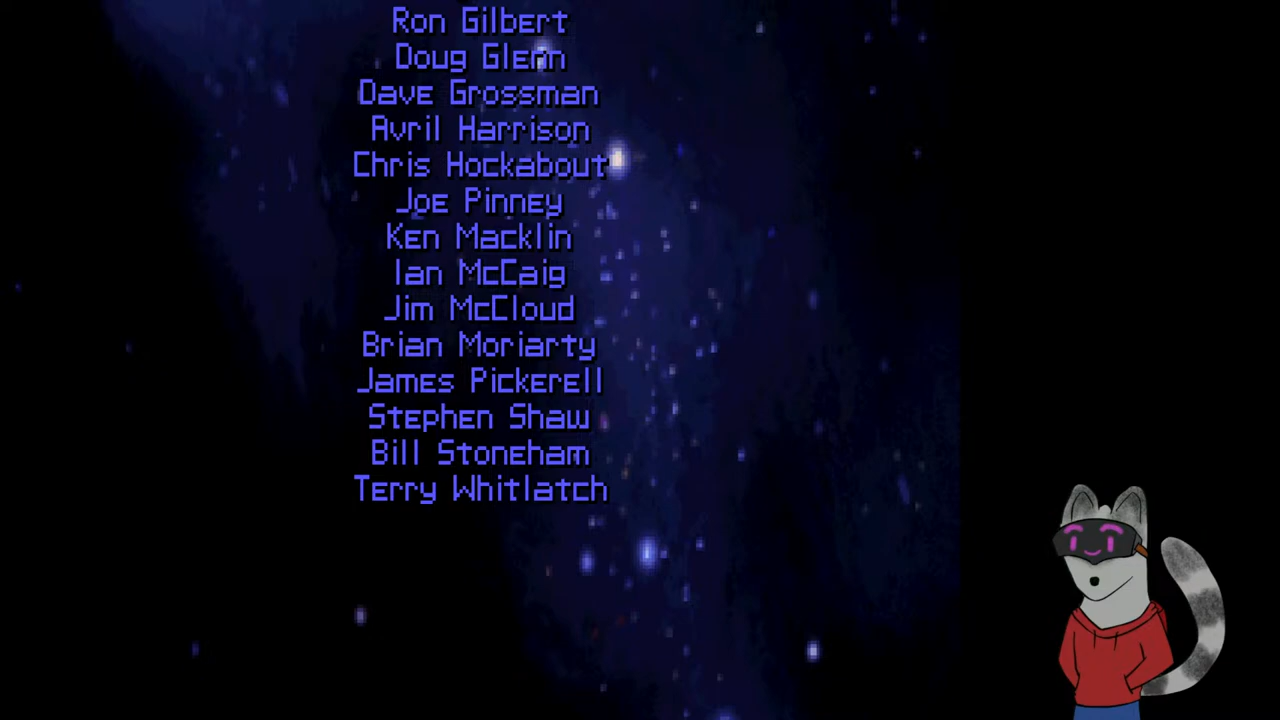 Ron Gilbert
Doug Glenn
Dave Grossman
Avril Harrison
Chris Hockabout
Joe Pinney
Ken Macklin
Ian McCaig
Jim McCloud
Brian Moriarty
James Pickerell
Stephen Shaw
Bill Stoneham
Terry Whitlatch